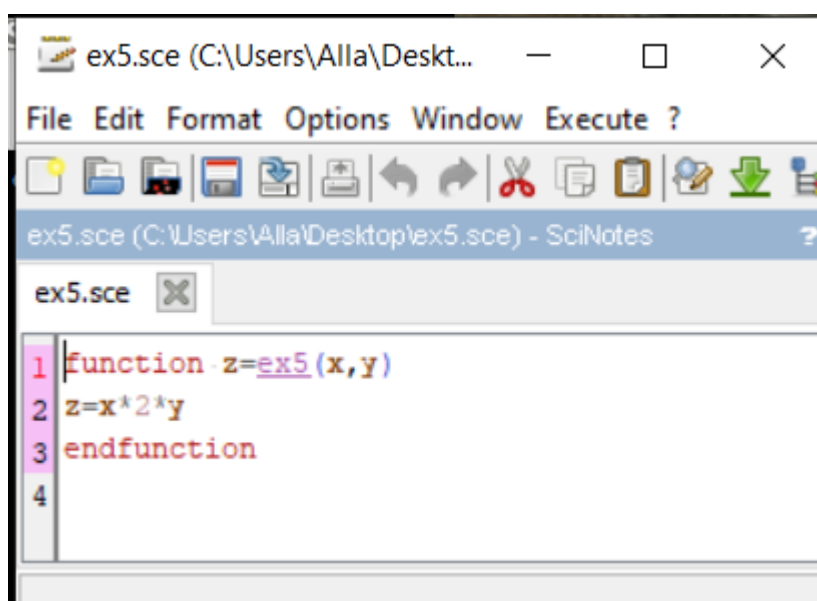 ex5.sce (C:\Users\Alla\Deskt...
File Edit Format Options Window Execute ?
ex5.sce (C:\Users\Alla\Desktop\ex5.sce) - SciNotes ?
ex5.sce
1 function z=ex5(x,y)
2 z=x*2*y
3 endfunction
4